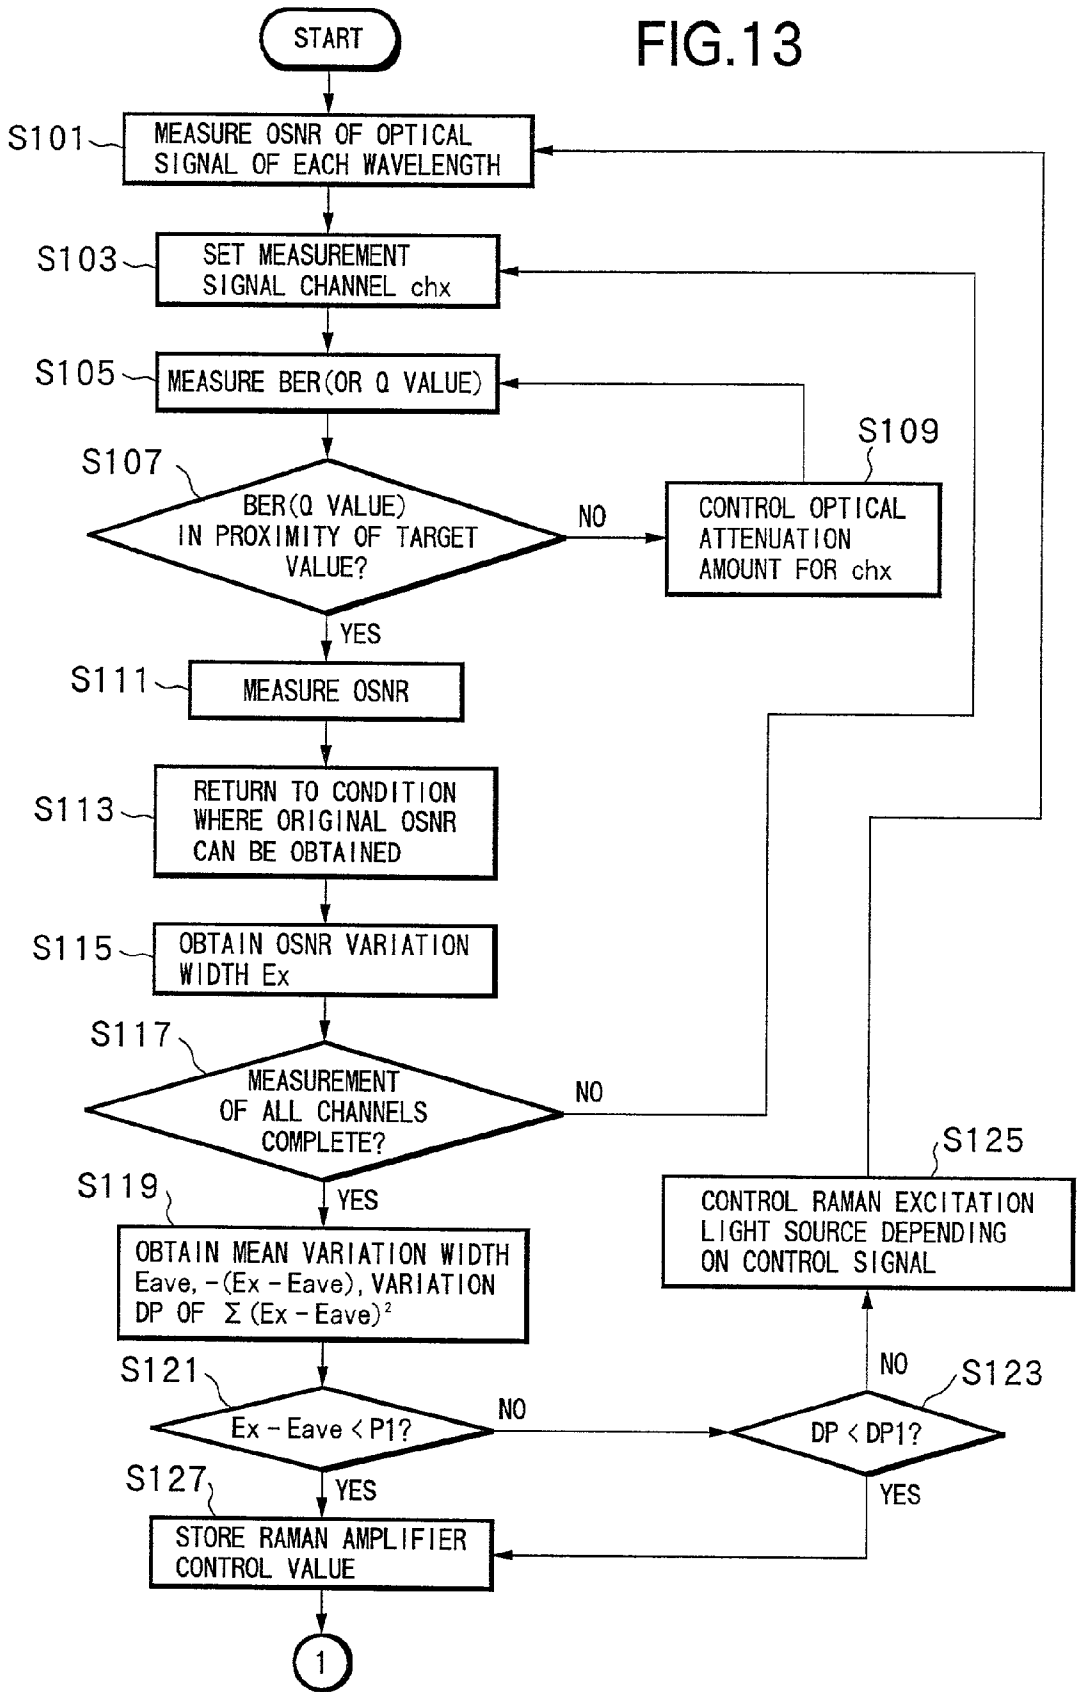 FIG.13
START
S101
MEASURE OSNR OF OPTICAL
SIGNAL OF EACH WAVELENGTH
S103
SET MEASUREMENT
SIGNAL CHANNEL chx
S105
MEASURE BER(OR Q VALUE)
S107
BER(Q VALUE)
IN PROXIMITY OF TARGET
VALUE?
NO
S109
CONTROL OPTICAL
ATTENUATION
AMOUNT FOR chx
YES
S111
MEASURE OSNR
S113
RETURN TO CONDITION
WHERE ORIGINAL OSNR
CAN BE OBTAINED
S115
OBTAIN OSNR VARIATION
WIDTH Ex
S117
MEASUREMENT
OF ALL CHANNELS
COMPLETE?
NO
YES
S119
OBTAIN MEAN VARIATION WIDTH
Eave, -(Ex - Eave), VARIATION
DP OF Σ (Ex - Eave)²
S121
Ex - Eave < P1?
NO
S123
DP < DP1?
NO
S125
CONTROL RAMAN EXCITATION
LIGHT SOURCE DEPENDING
ON CONTROL SIGNAL
YES
YES
S127
STORE RAMAN AMPLIFIER
CONTROL VALUE
1